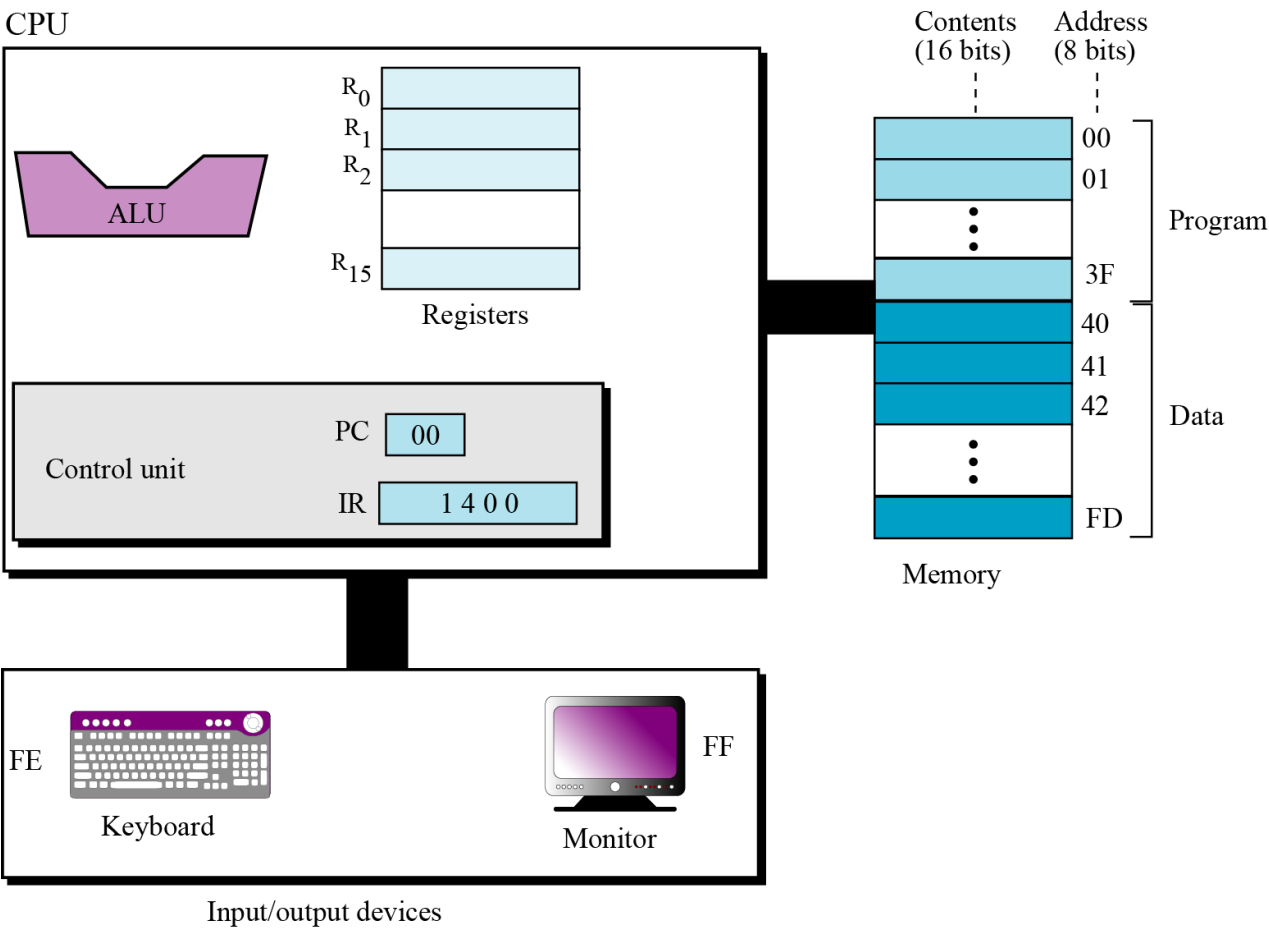 CPU
Contents
(16 bits)
Address
(8 bits)
R0
R1
R2
R15
Registers
ALU
Control unit
PC 00
IR 1 4 0 0
00
01
3F
Program
40
41
42
FD
Data
Memory
FE
Keyboard
FF
Monitor
Input/output devices